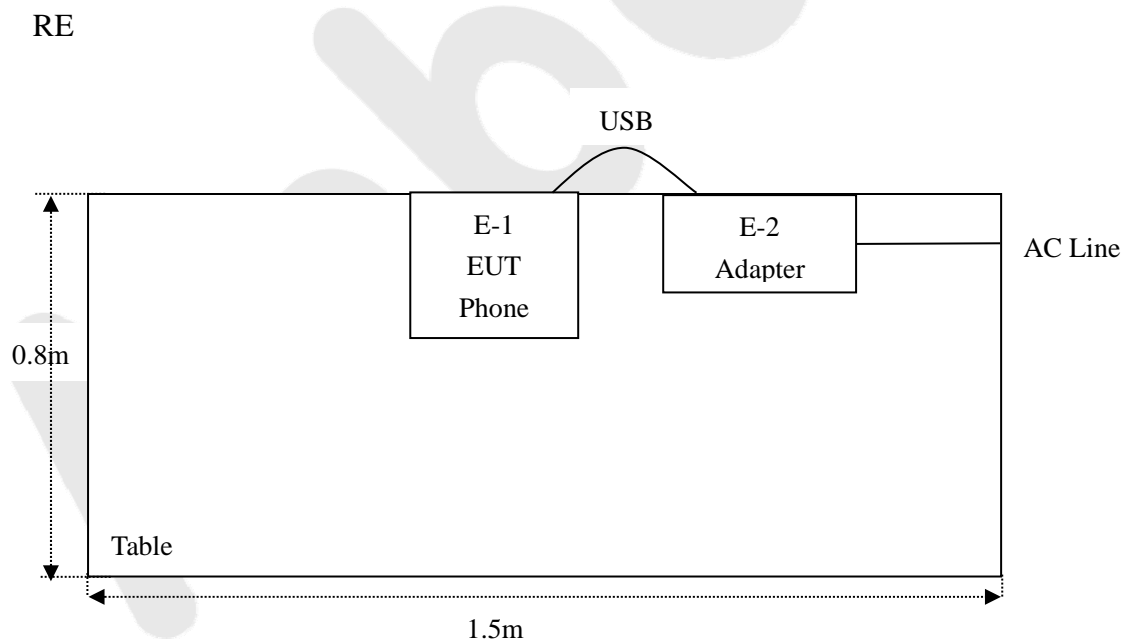 RE
USB
E-1
EUT
Phone
E-2
Adapter
AC Line
0.8m
Table
1.5m